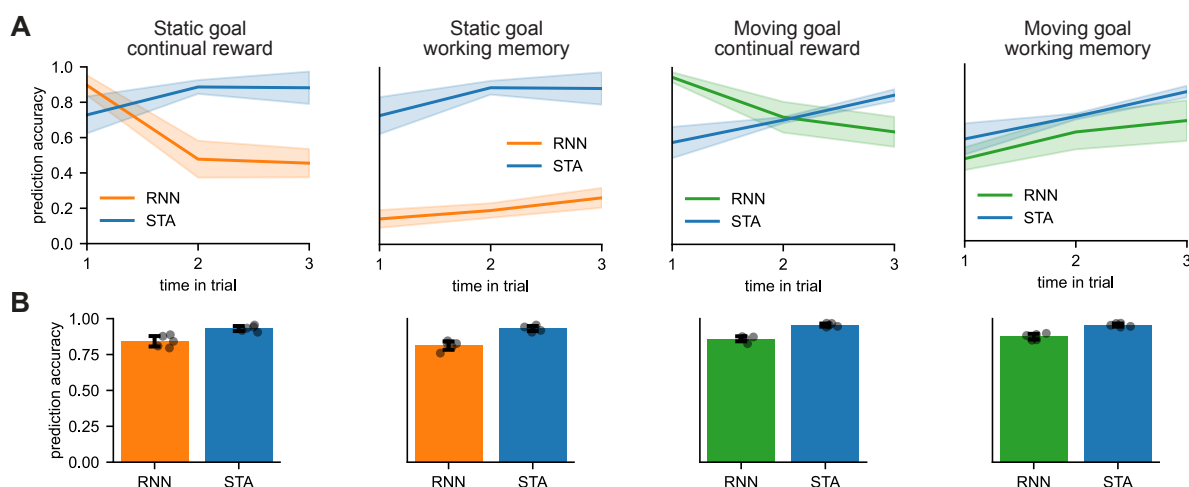 A
Static goal
continual reward
Static goal
working memory
Moving goal
continual reward
Moving goal
working memory
prediction accuracy
1.0
0.8
0.6
0.4
0.2
0.0
RNN
STA
1 2 3
time in trial
RNN
STA
1 2 3
time in trial
RNN
STA
1 2 3
time in trial
RNN
STA
1 2 3
time in trial
B
prediction accuracy
1.00
0.75
0.50
0.25
0.00
RNN STA
RNN STA
RNN STA
RNN STA